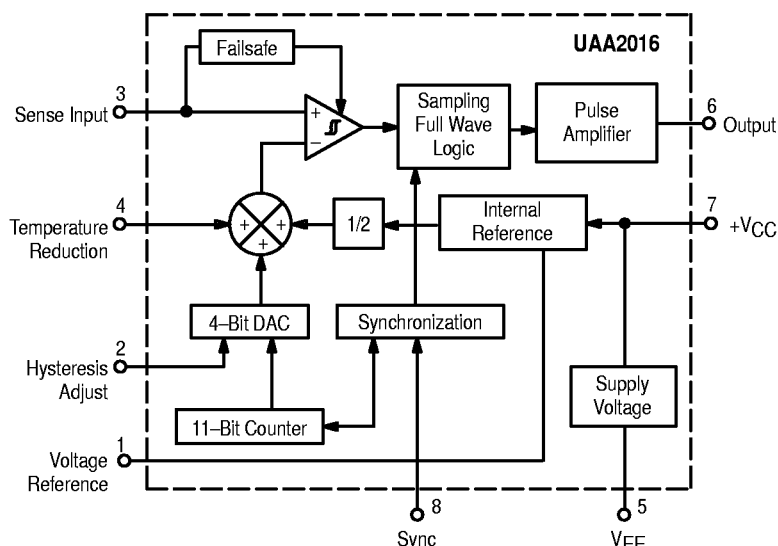 UAA2016
Failsafe
3
Sense Input
+
−
Sampling
Full Wave
Logic
Pulse
Amplifier
6
Output
4
Temperature
Reduction
+
+
+
1/2
Internal
Reference
7
+VCC
4–Bit DAC
Synchronization
2
Hysteresis
Adjust
11–Bit Counter
Supply
Voltage
1
Voltage
Reference
8
Sync
5
VEE